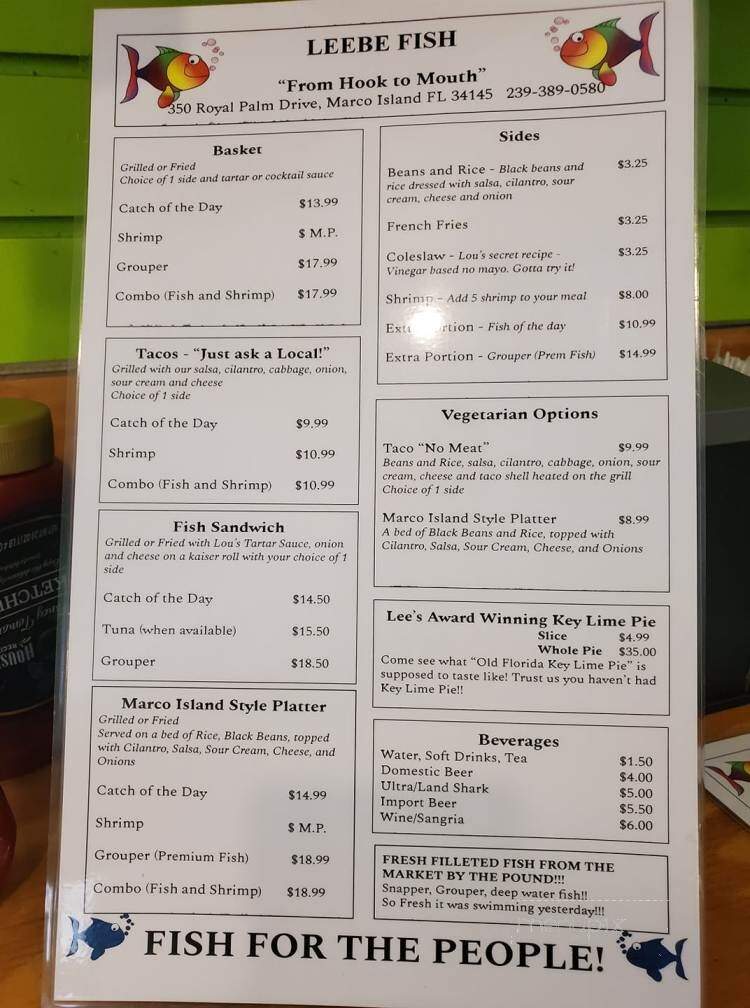 LEEBE FISH
"From Hook to Mouth"
350 Royal Palm Drive, Marco Island FL 34145 239-389-0580
Basket
Grilled or Fried
Choice of 1 side and tartar or cocktail sauce
Catch of the Day $13.99
Shrimp $ M.P.
Grouper $17.99
Combo (Fish and Shrimp) $17.99
Tacos - "Just ask a Local!"
Grilled with our salsa, cilantro, cabbage, onion,
sour cream and cheese
Choice of 1 side
Catch of the Day $9.99
Shrimp $10.99
Combo (Fish and Shrimp) $10.99
Fish Sandwich
Grilled or Fried with Lou's Tartar Sauce, onion
and cheese on a kaiser roll with your choice of 1
side
Catch of the Day $14.50
Tuna (when available) $15.50
Grouper $18.50
Marco Island Style Platter
Grilled or Fried
Served on a bed of Rice, Black Beans, topped
with Cilantro, Salsa, Sour Cream, Cheese, and
Onions
Catch of the Day $14.99
Shrimp $ M.P.
Grouper (Premium Fish) $18.99
Combo (Fish and Shrimp) $18.99
Sides
Beans and Rice - Black beans and $3.25
rice dressed with salsa, cilantro, sour
cream, cheese and onion
French Fries $3.25
Coleslaw - Lou's secret recipe - $3.25
Vinegar based no mayo. Gotta try it!
Shrimp - Add 5 shrimp to your meal $8.00
- Fish of the day $10.99
Extra Portion - Grouper (Prem Fish) $14.99
Vegetarian Options
Taco "No Meat" $9.99
Beans and Rice, salsa, cilantro, cabbage, onion, sour
cream, cheese and taco shell heated on the grill
Choice of 1 side
Marco Island Style Platter $8.99
A bed of Black Beans and Rice, topped with
Cilantro, Salsa, Sour Cream, Cheese, and Onions
Lee's Award Winning Key Lime Pie
Slice $4.99
Whole Pie $35.00
Come see what "Old Florida Key Lime Pie" is
supposed to taste like! Trust us you haven't had
Key Lime Pie!!
Beverages
Water, Soft Drinks, Tea $1.50
Domestic Beer $4.00
Ultra/Land Shark $5.00
Import Beer $5.50
Wine/Sangria $6.00
FRESH FILLETED FISH FROM THE
MARKET BY THE POUND!!!
Snapper, Grouper, deep water fish!!
So Fresh it was swimming yesterday!!!
FISH FOR THE PEOPLE!